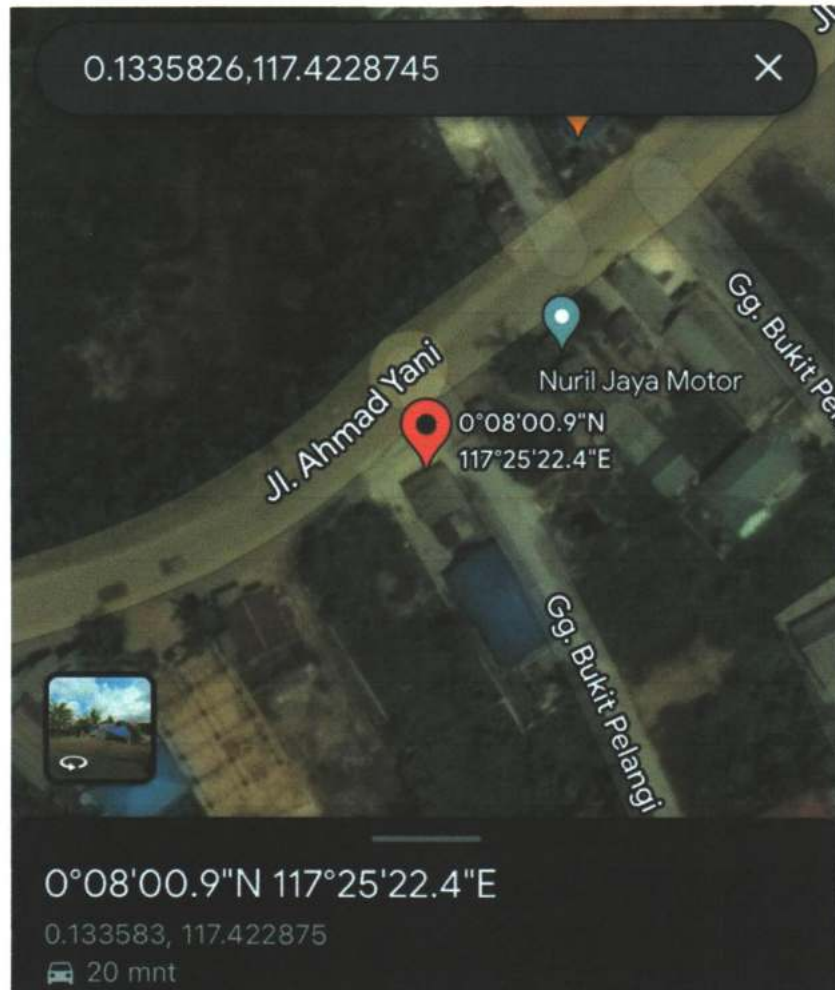 0.1335826,117.4228745
Jl. Ahmad Yani
Nuril Jaya Motor
Gg. Bukit Pel
0°08'00.9"N
117°25'22.4"E
Gg. Bukit Pelangi
0°08'00.9"N 117°25'22.4"E
0.133583, 117.422875
20 mnt